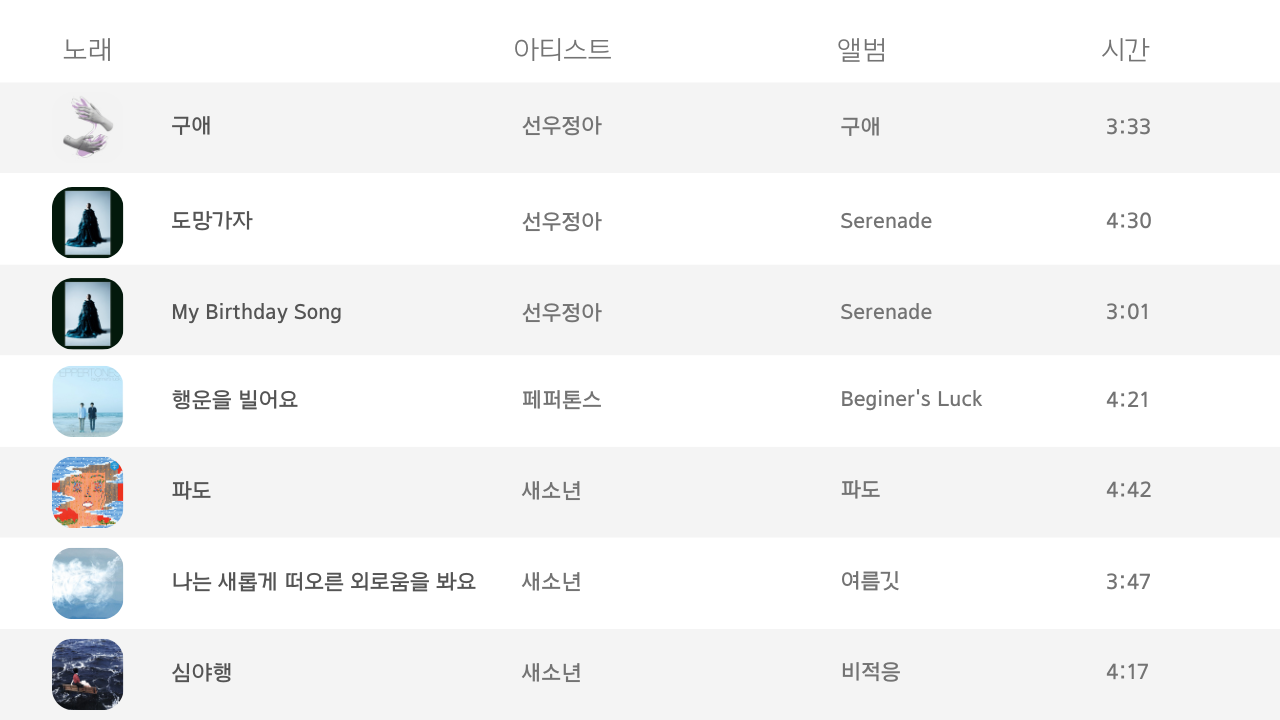 노래 아티스트 앨범 시간
구애 선우정아 구애 3:33
도망가자 선우정아 Serenade 4:30
My Birthday Song 선우정아 Serenade 3:01
행운을 빌어요 페퍼톤스 Beginer's Luck 4:21
파도 새소년 파도 4:42
나는 새롭게 떠오른 외로움을 봐요 새소년 여름깃 3:47
심야행 새소년 비적응 4:17